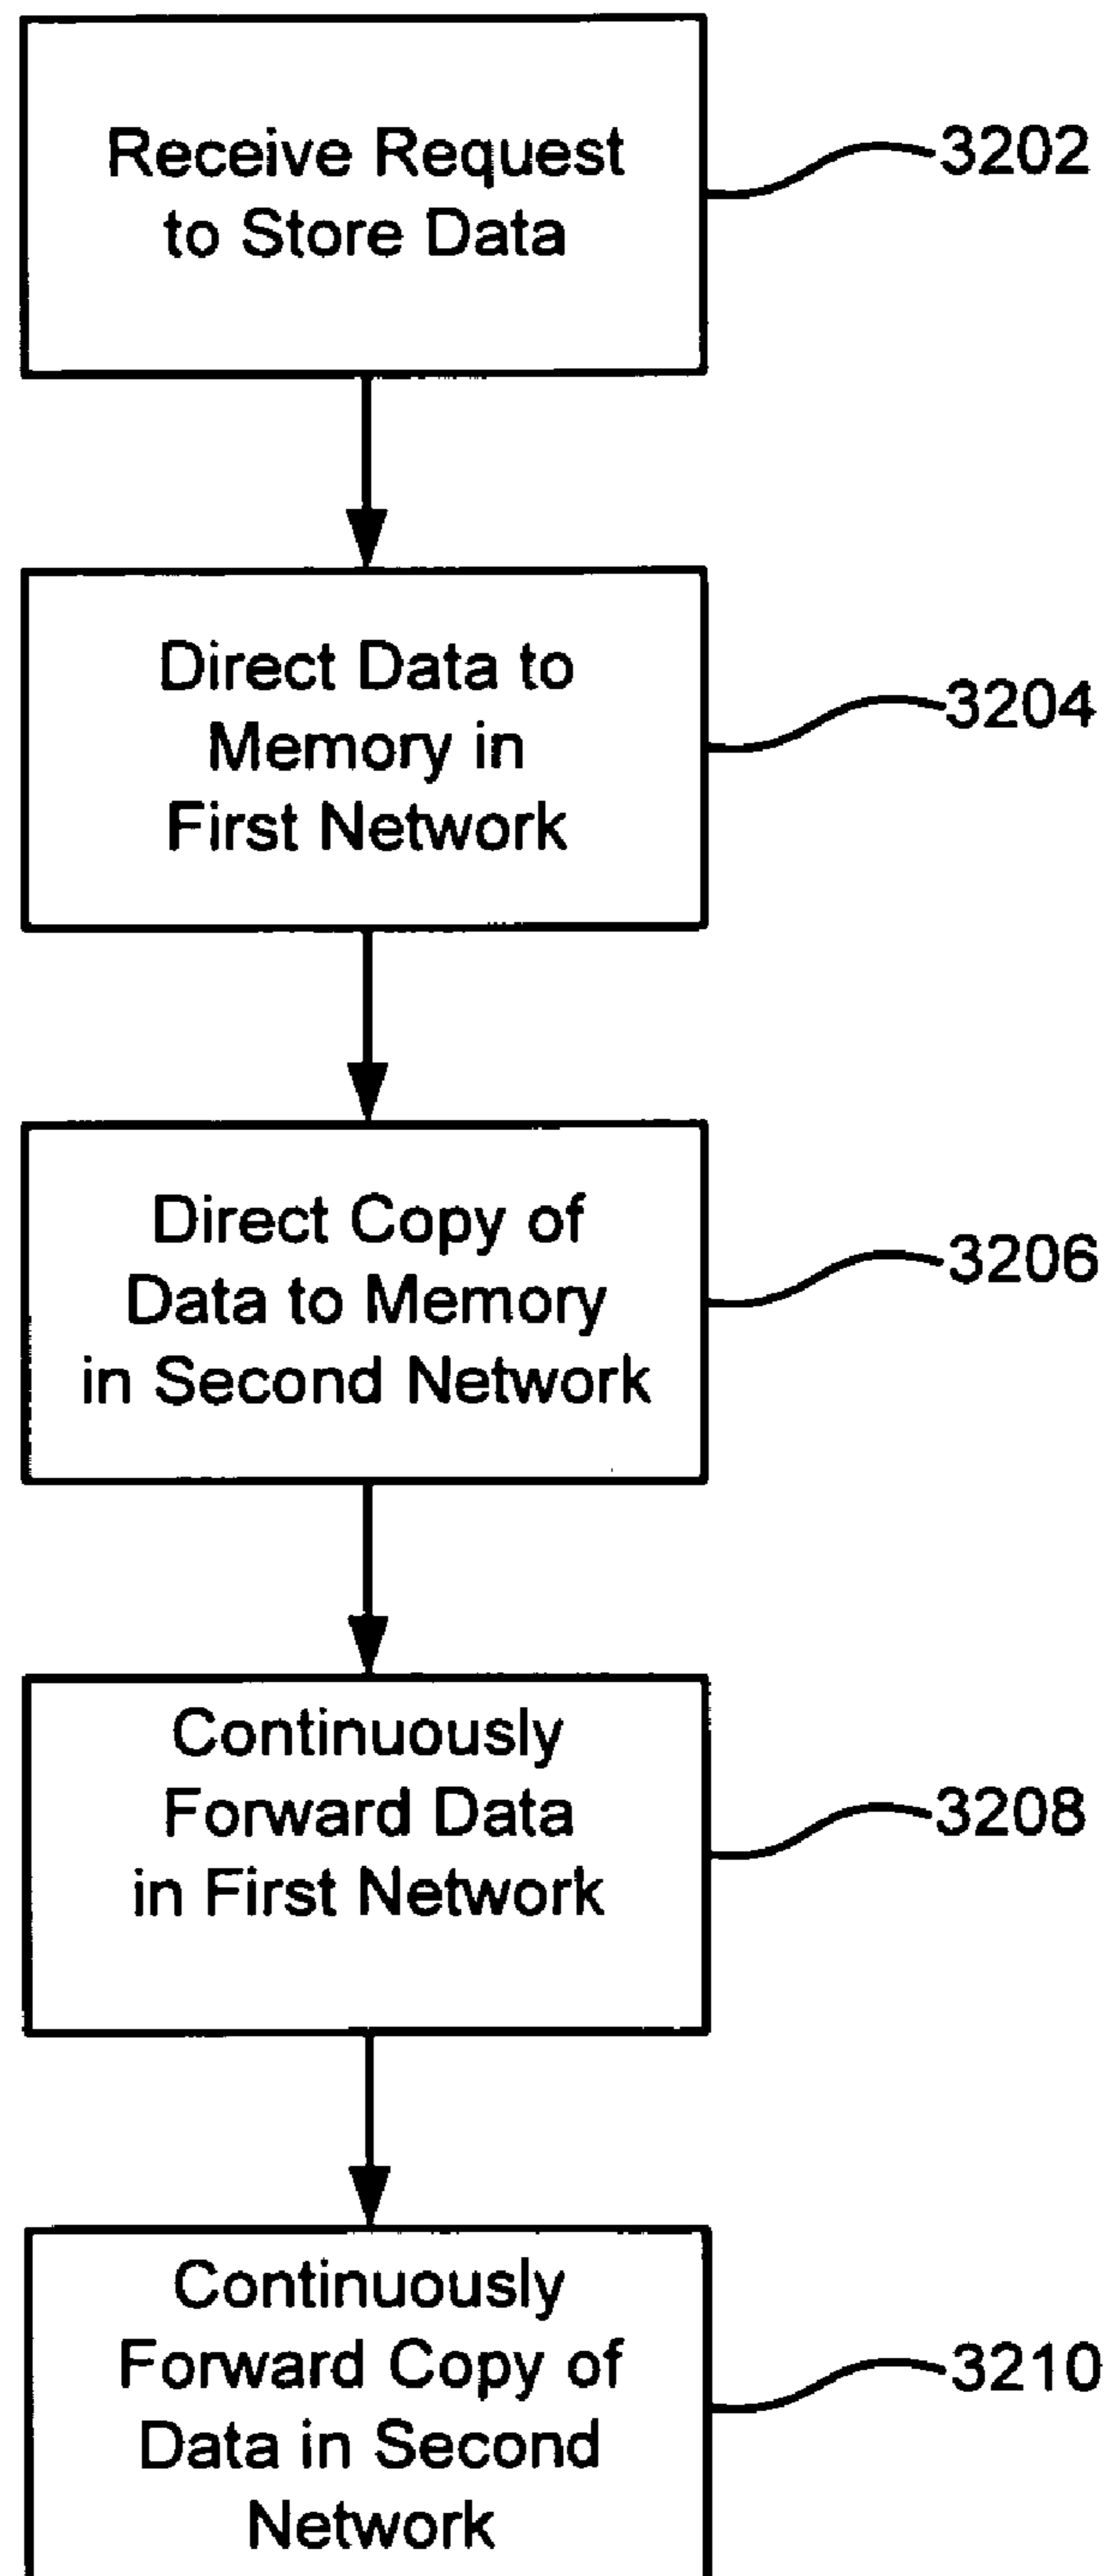 Receive Request
to Store Data
3202
Direct Data to
Memory in
First Network
3204
Direct Copy of
Data to Memory
in Second Network
3206
Continuously
Forward Data
in First Network
3208
Continuously
Forward Copy of
Data in Second
Network
3210